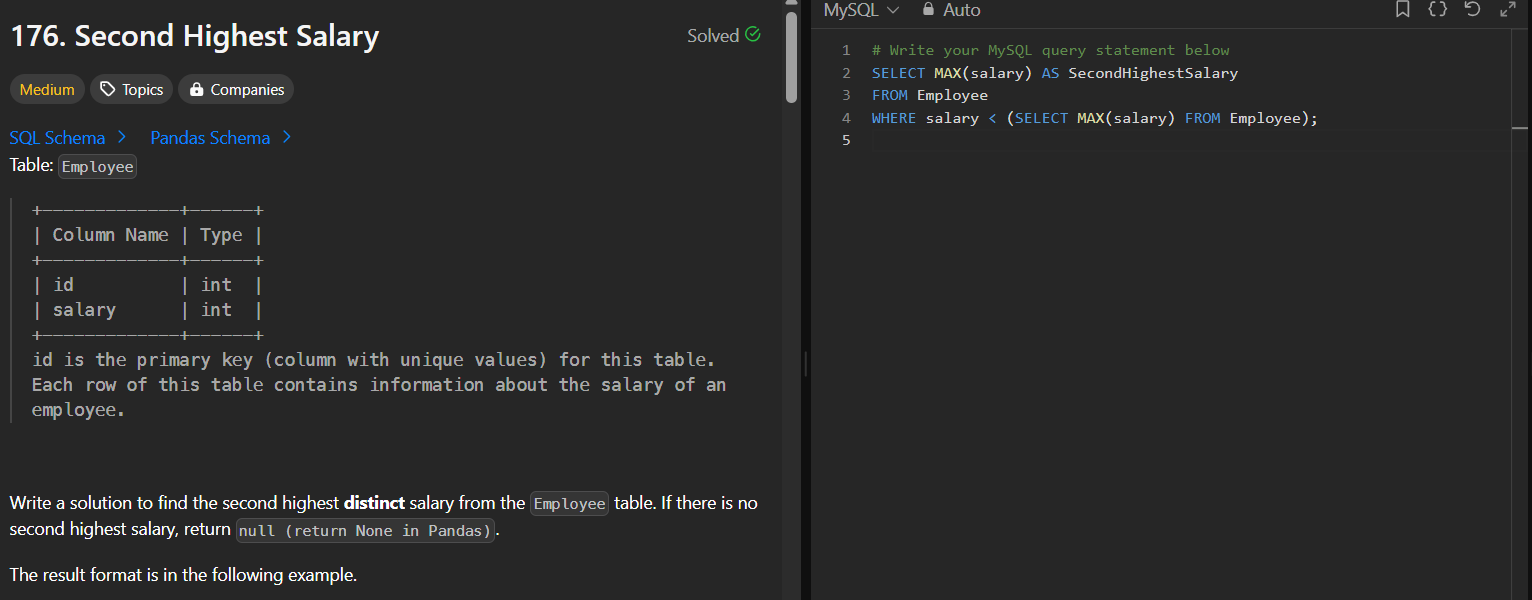 176. Second Highest Salary
Solved
Medium
Topics
Companies
SQL Schema
Pandas Schema
Table: Employee
+-------------+------+
| Column Name | Type |
+-------------+------+
| id          | int  |
| salary      | int  |
+-------------+------+
id is the primary key (column with unique values) for this table.
Each row of this table contains information about the salary of an
employee.
Write a solution to find the second highest distinct salary from the Employee table. If there is no
second highest salary, return null (return None in Pandas).
The result format is in the following example.
MySQL
Auto
1 # Write your MySQL query statement below
2 SELECT MAX(salary) AS SecondHighestSalary
3 FROM Employee
4 WHERE salary < (SELECT MAX(salary) FROM Employee);
5